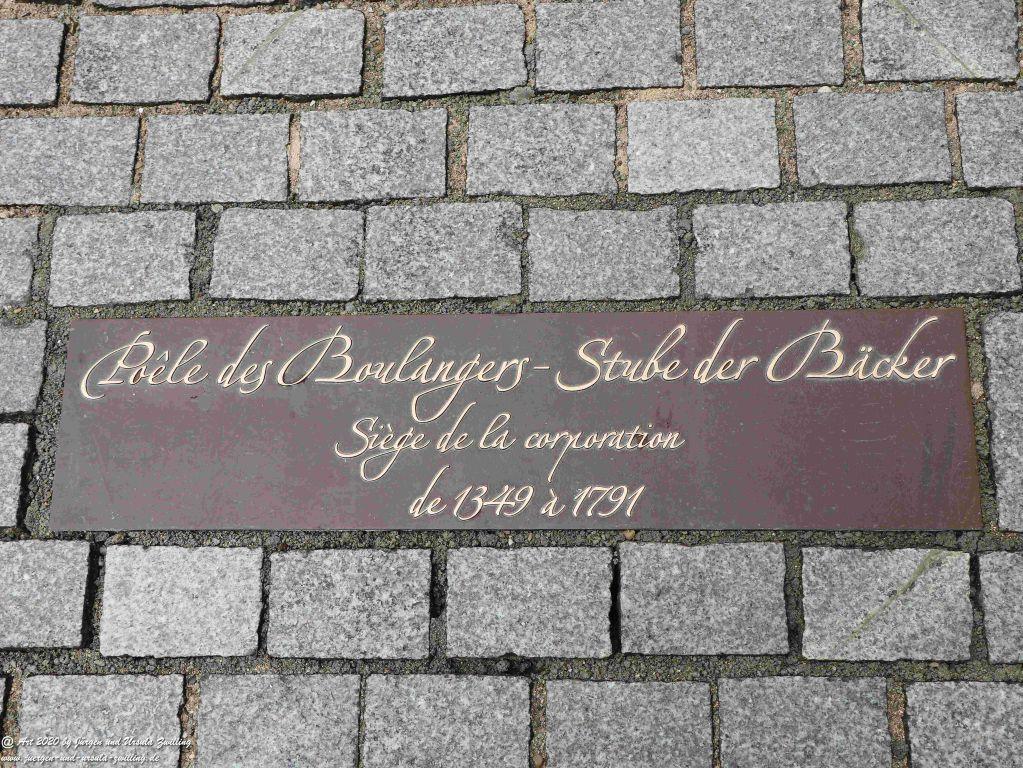 Poêle des Boulangers - Stube der Bäcker
Siège de la corporation
de 1349 à 1791
@ Art 2020 by Jürgen und Ursula Zwilling
www.juergen-und-ursula-zwilling.de